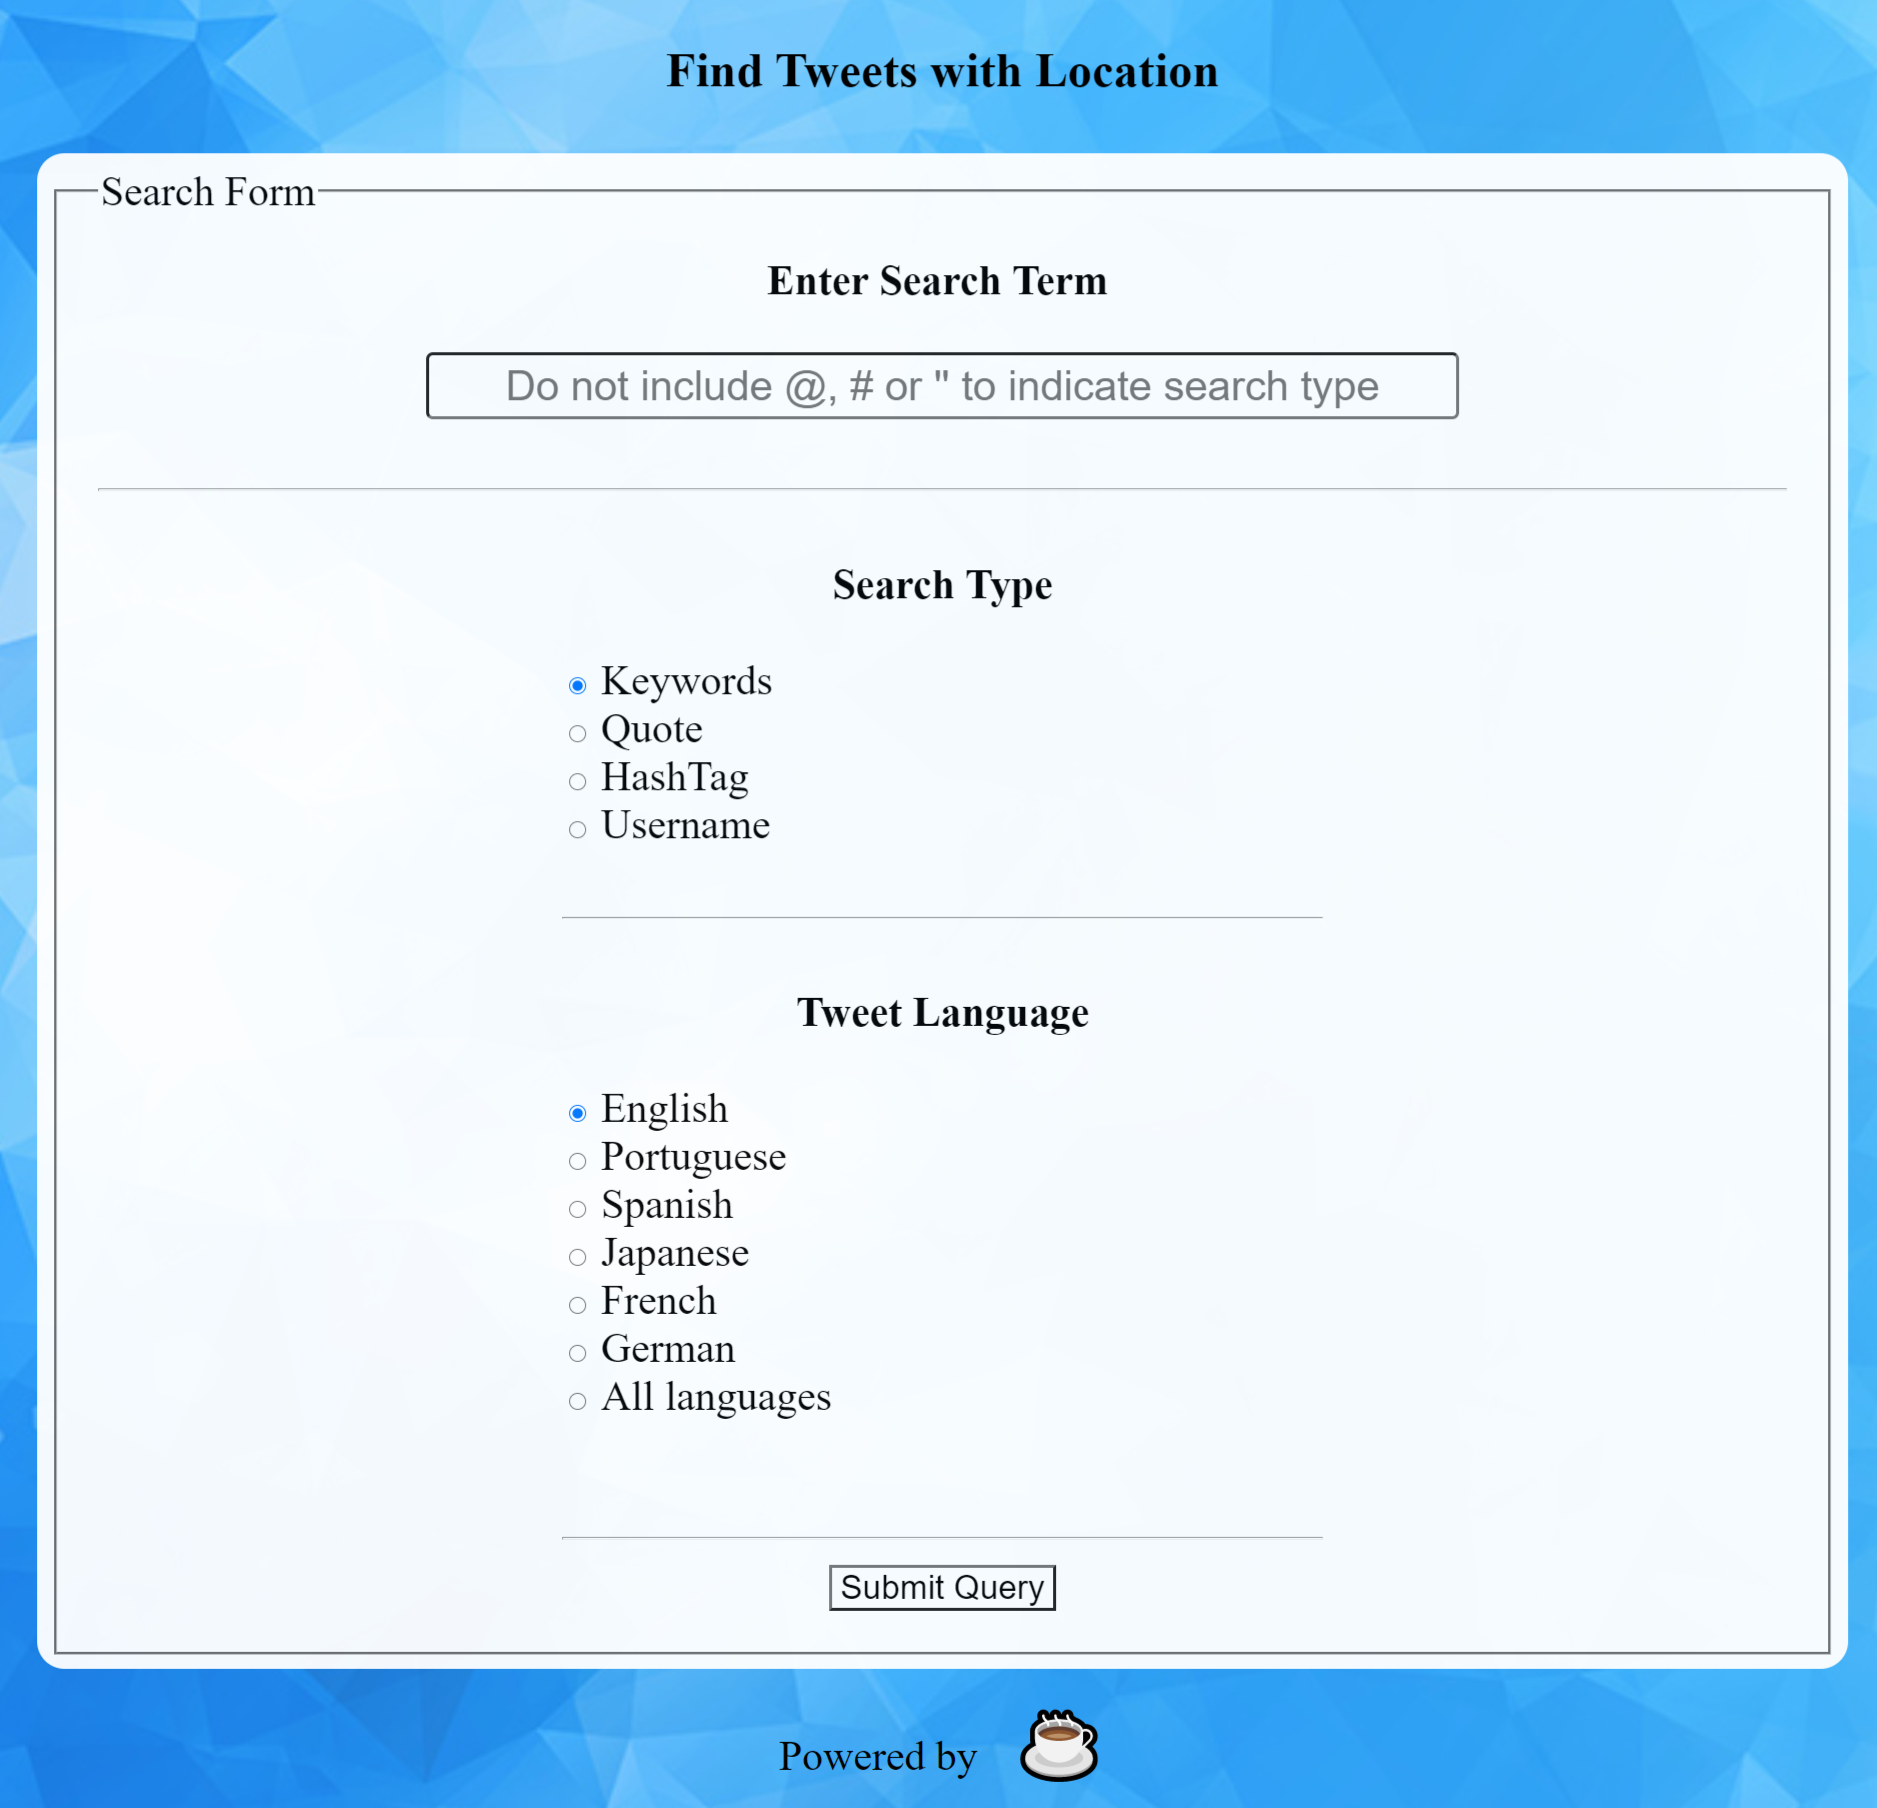 Find Tweets with Location
Search Form
Enter Search Term
Do not include @, # or " to indicate search type
Search Type
Keywords
Quote
HashTag
Username
Tweet Language
English
Portuguese
Spanish
Japanese
French
German
All languages
Submit Query
Powered by